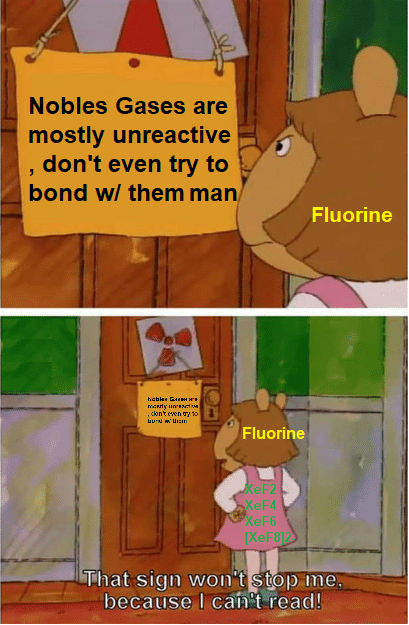 Nobles Gases are
mostly unreactive
, don't even try to
bond w/ them man
Fluorine
Nobles Gases are
mostly unreactive
, don't even try to
bond w/ them
Fluorine
XeF2
XeF4
XeF6
[XeF8]2
That sign won't stop me,
because I can't read!